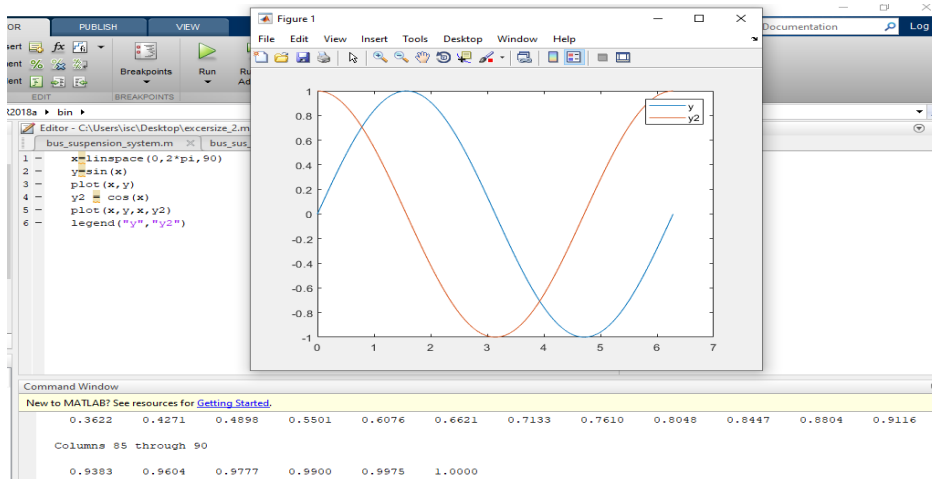 Figure 1
File Edit View Insert Tools Desktop Window Help
OR PUBLISH VIEW
Documentation Log
sert fx
ent %
ent
Breakpoints Run Ru
Ad
EDIT BREAKPOINTS
R2018a bin
Editor - C:\Users\isc\Desktop\excersize_2.m
bus_suspension_system.m bus_sus_
1 - x=linspace(0,2*pi,90)
2 - y=sin(x)
3 - plot(x,y)
4 - y2 = cos(x)
5 - plot(x,y,x,y2)
6 - legend("y","y2")
y
y2
1
0.8
0.6
0.4
0.2
0
-0.2
-0.4
-0.6
-0.8
-1
0 1 2 3 4 5 6 7
Command Window
New to MATLAB? See resources for Getting Started.
0.3622 0.4271 0.4898 0.5501 0.6076 0.6621 0.7133 0.7610 0.8048 0.8447 0.8804 0.9116
Columns 85 through 90
0.9383 0.9604 0.9777 0.9900 0.9975 1.0000